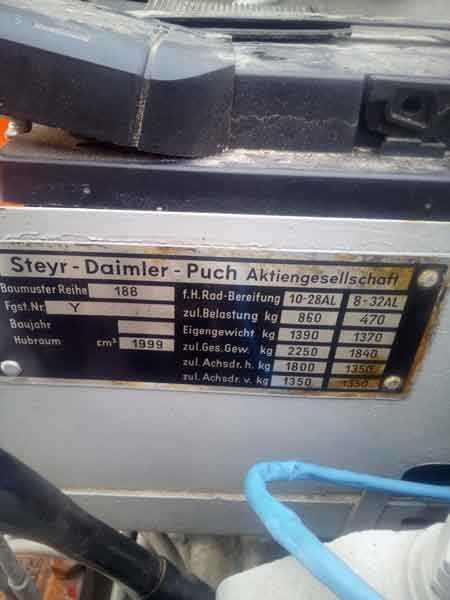 Steyr - Daimler - Puch Aktiengesellschaft
Baumuster Reihe 188
Fgst.Nr. Y
Baujahr
Hubraum cm³ 1999
f.H.Rad-Bereifung 10-28AL 8-32AL
zul.Belastung kg 860 470
Eigengewicht kg 1390 1370
zul.Ges.Gew. kg 2250 1840
zul. Achsdr. h. kg 1800 1350
zul. Achsdr. v. kg 1350 1350